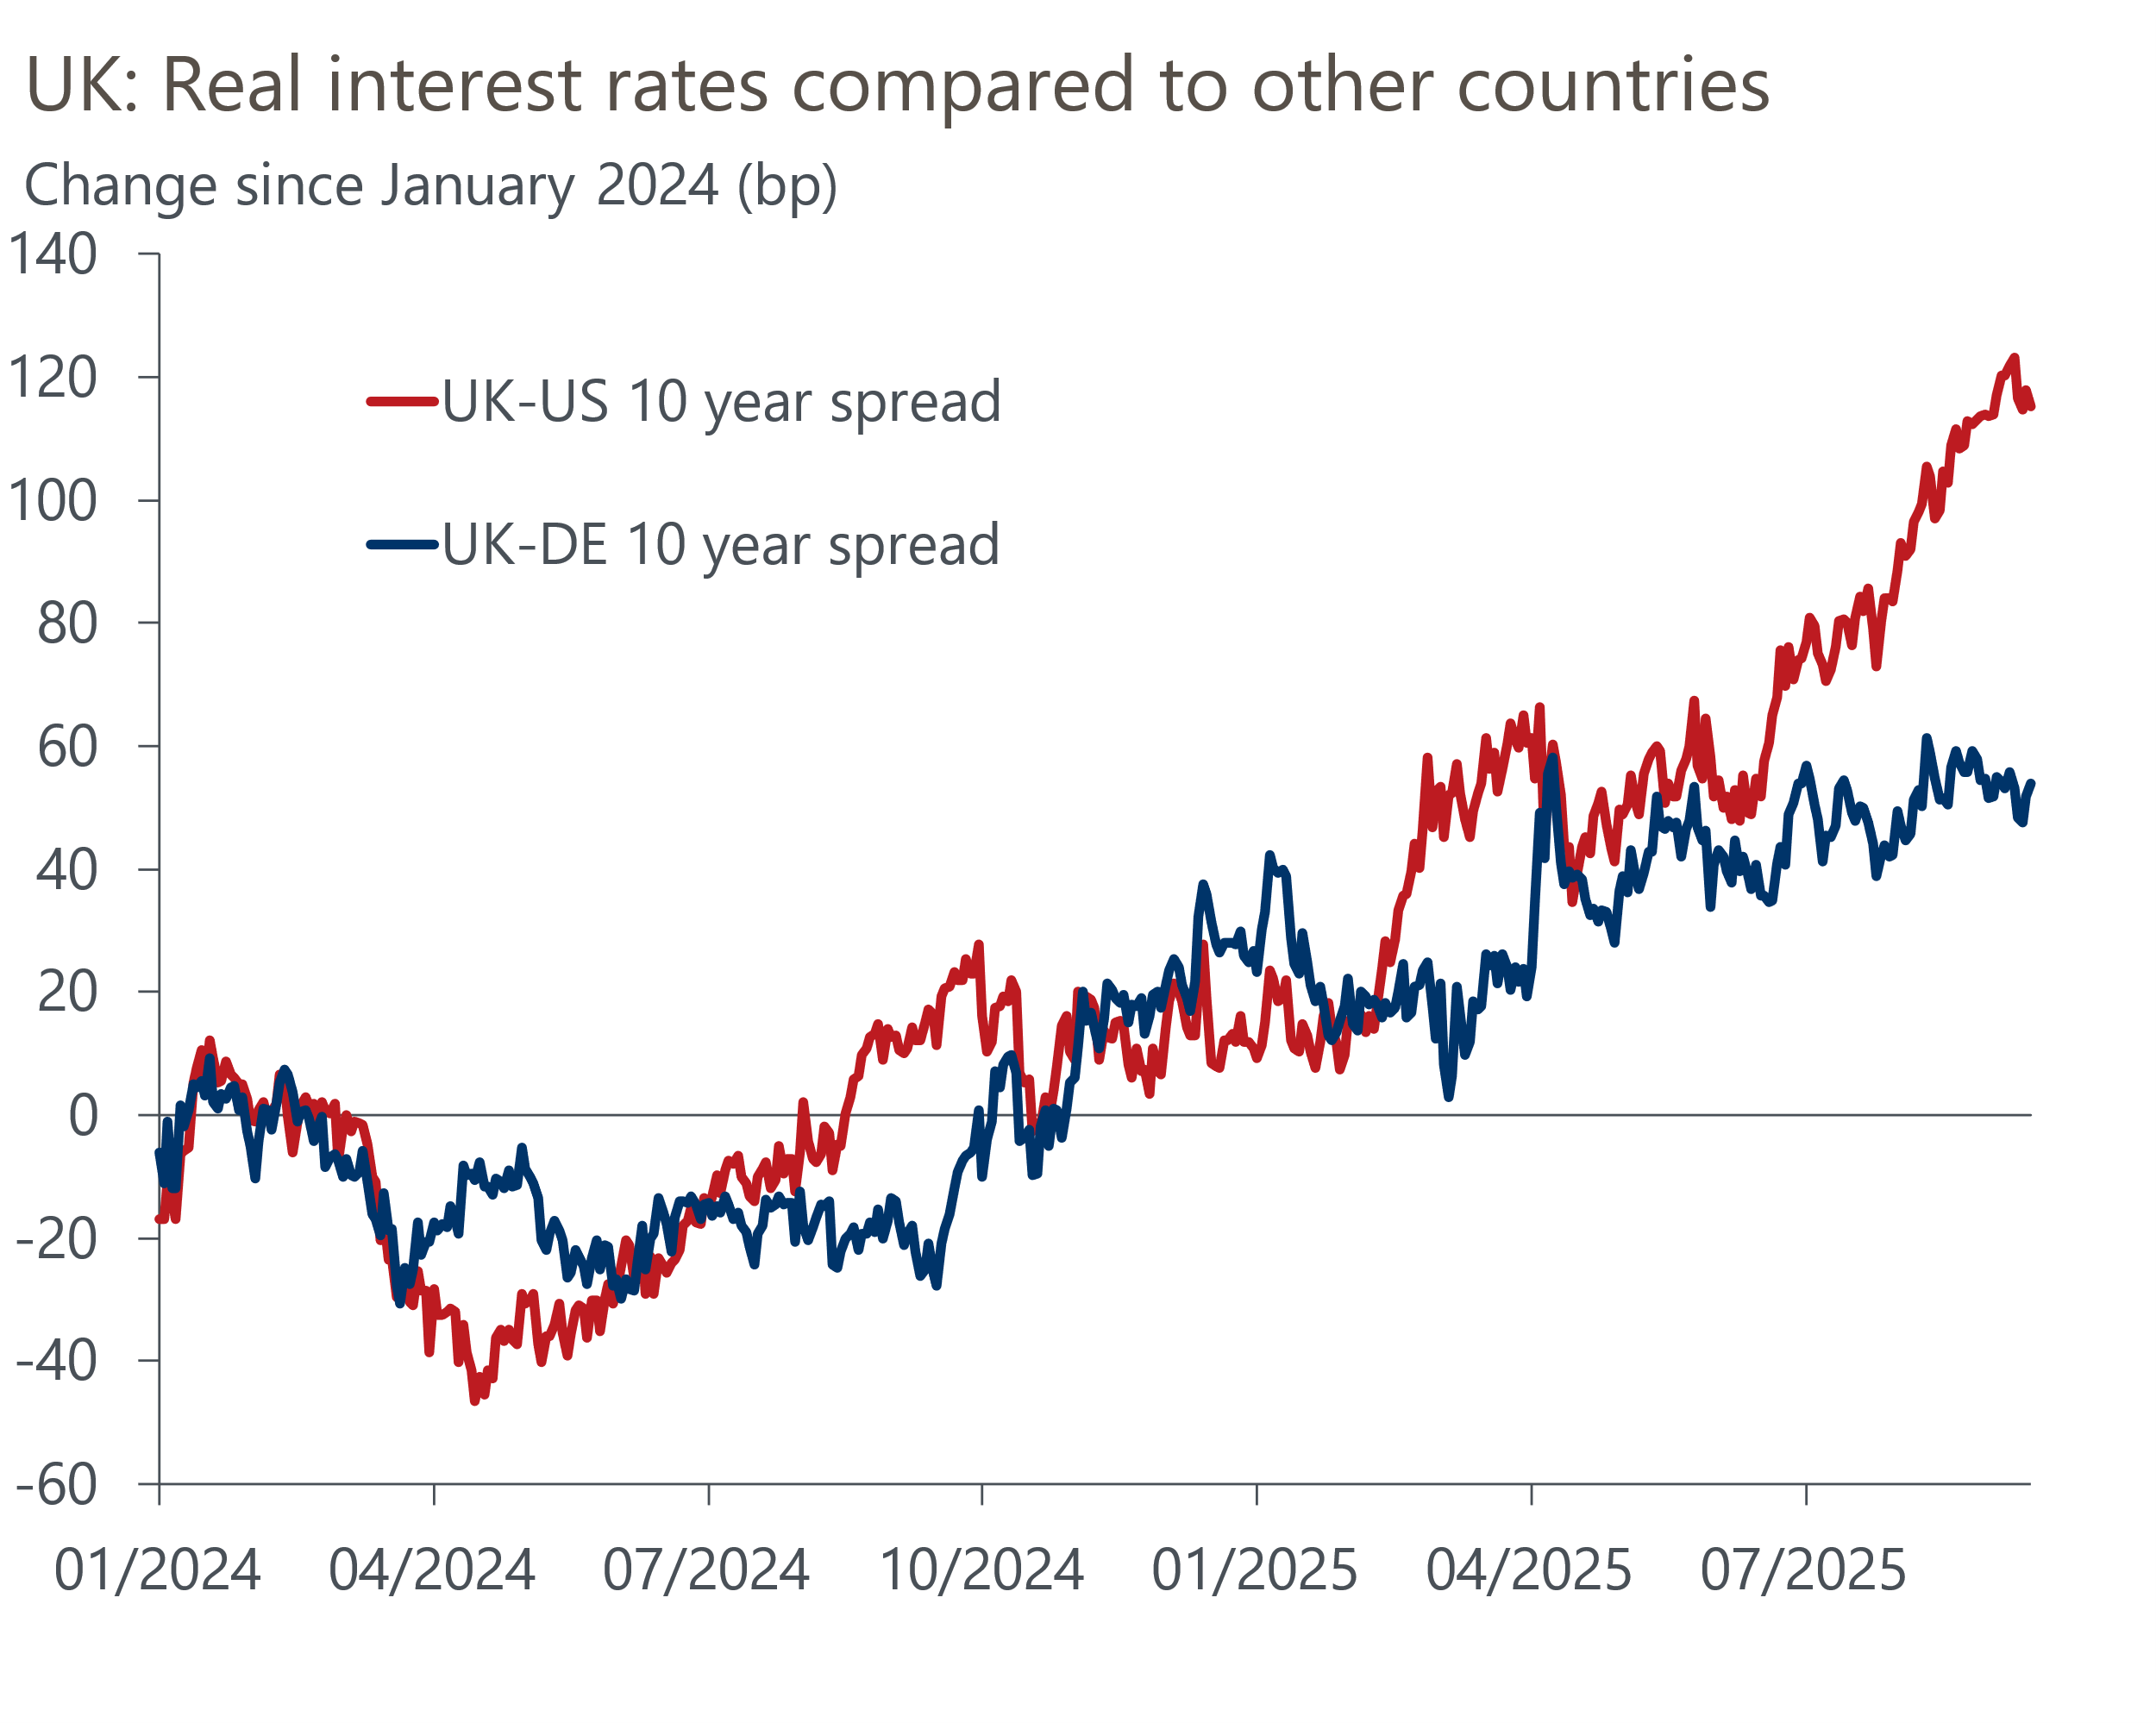 UK: Real interest rates compared to other countries
Change since January 2024 (bp)
140
120
UK-US 10 year spread
100
UK-DE 10 year spread
80
60
40
20
0
-20
-40
-60
01/2024 04/2024 07/2024 10/2024 01/2025 04/2025 07/2025